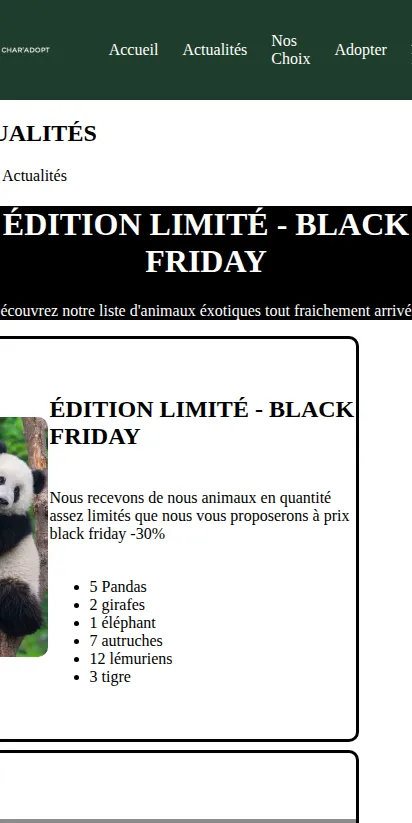 CHAR'ADOPT
Accueil
Actualités
Nos
Choix
Adopter
UALITÉS
Actualités
ÉDITION LIMITÉ - BLACK
FRIDAY
écouvrez notre liste d'animaux éxotiques tout fraichement arrivé
ÉDITION LIMITÉ - BLACK
FRIDAY
Nous recevons de nous animaux en quantité
assez limités que nous vous proposerons à prix
black friday -30%
5 Pandas
2 girafes
1 éléphant
7 autruches
12 lémuriens
3 tigre